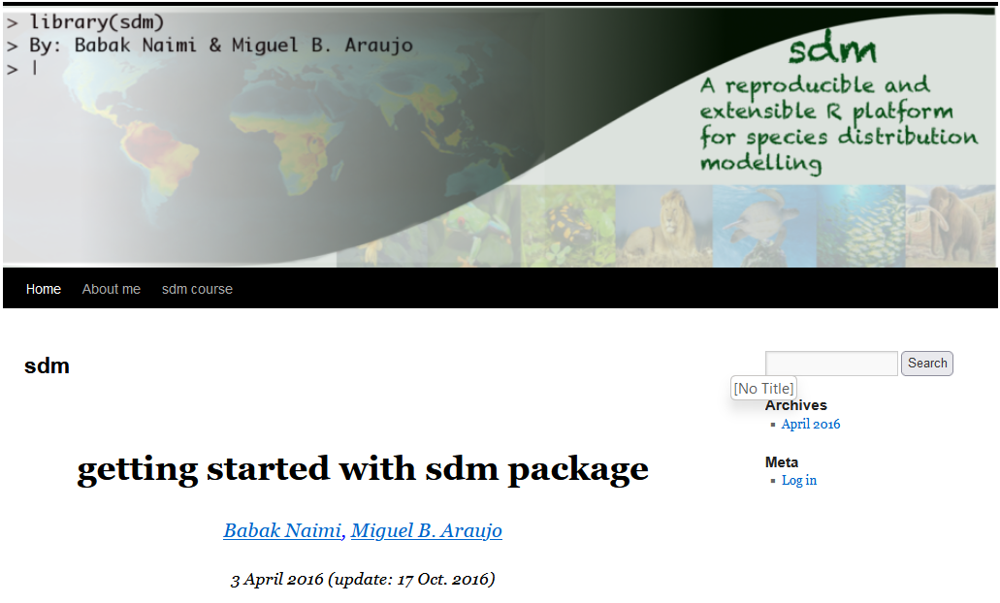 > library(sdm)
> By: Babak Naimi & Miguel B. Araujo
> |
sdm
A reproducible and
extensible R platform
for species distribution
modelling
Home
About me
sdm course
sdm
Search
[No Title]
Archives
April 2016
Meta
Log in
getting started with sdm package
Babak Naimi, Miguel B. Araujo
3 April 2016 (update: 17 Oct. 2016)